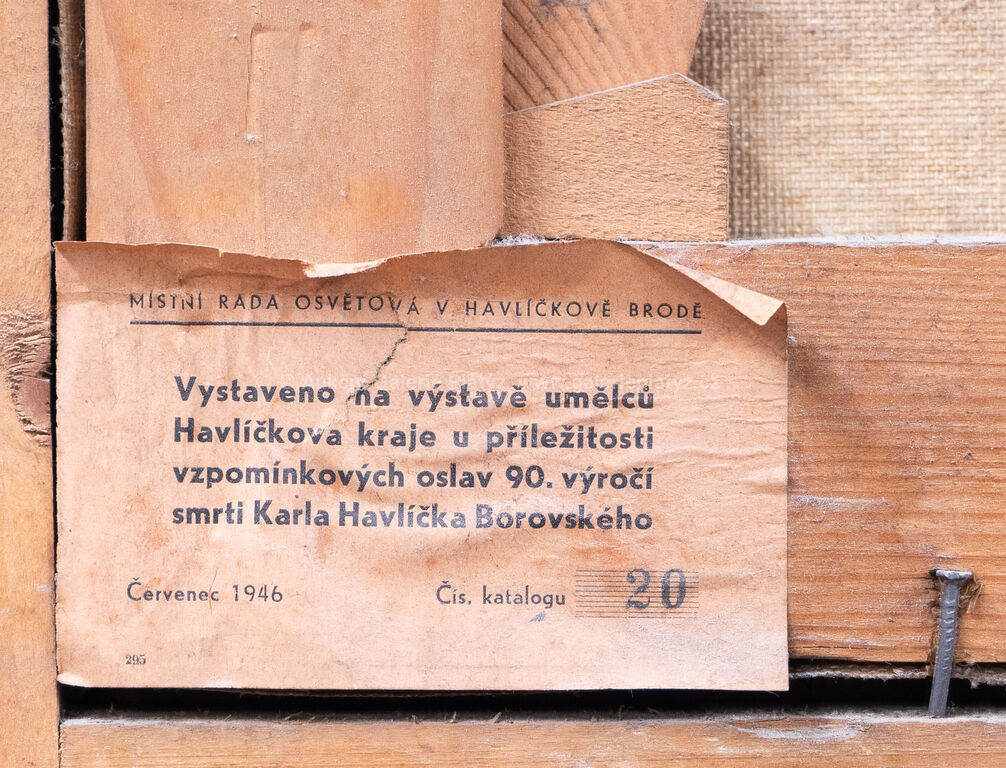 MÍSTNÍ RADA OSVĚTOVÁ V HAVLÍČKOVĚ BRODĚ
Vystaveno na výstavě umělců
Havlíčkova kraje u příležitosti
vzpomínkových oslav 90. výročí
smrti Karla Havlíčka Borovského
Červenec 1946 Čís. katalogu 20
295